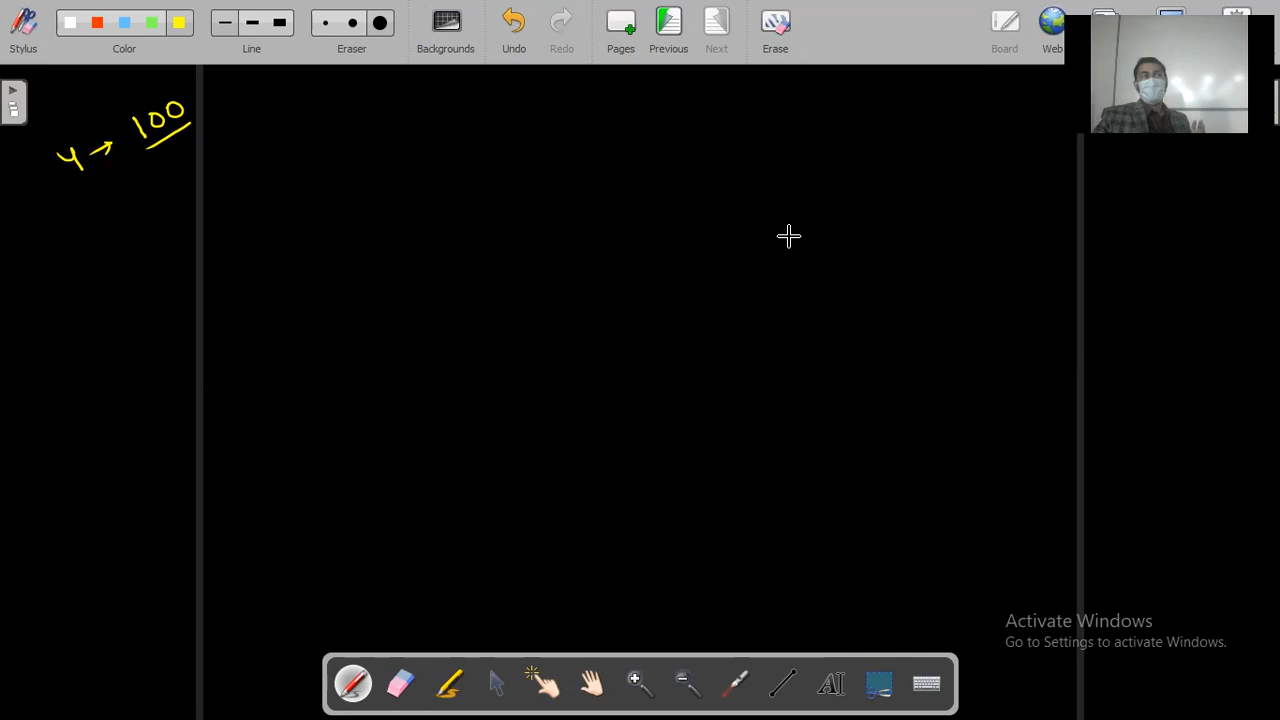 Stylus
Color
Line
Eraser
Backgrounds
Undo
Redo
Pages
Previous
Next
Erase
Board
Web
y → 100
Activate Windows
Go to Settings to activate Windows.
AI